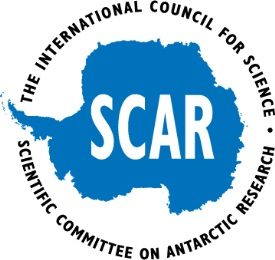 THE INTERNATIONAL COUNCIL FOR SCIENCE •
SCAR
SCIENTIFIC COMMITTEE ON ANTARCTIC RESEARCH